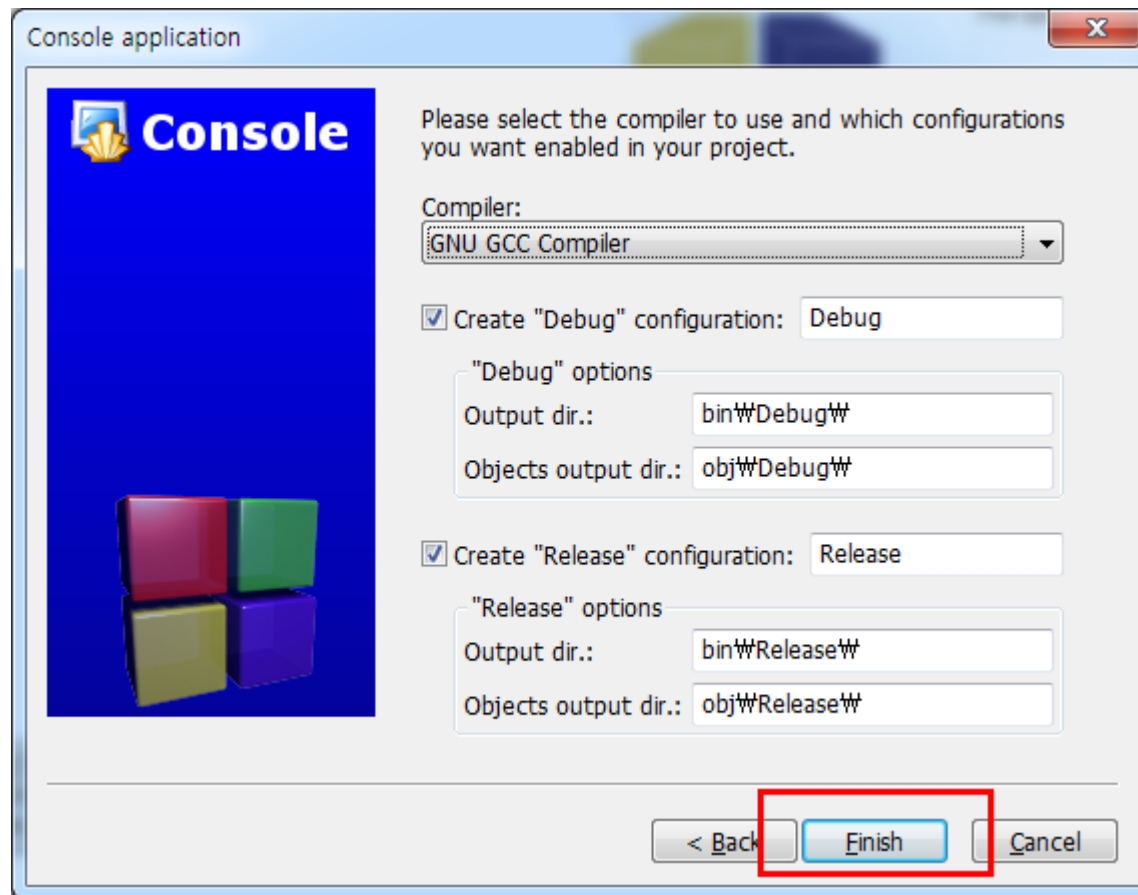 Console application
Console
Please select the compiler to use and which configurations
you want enabled in your project.
Compiler:
GNU GCC Compiler
Create "Debug" configuration: Debug
"Debug" options
Output dir.: bin₩Debug₩
Objects output dir.: obj₩Debug₩
Create "Release" configuration: Release
"Release" options
Output dir.: bin₩Release₩
Objects output dir.: obj₩Release₩
< Back Finish Cancel